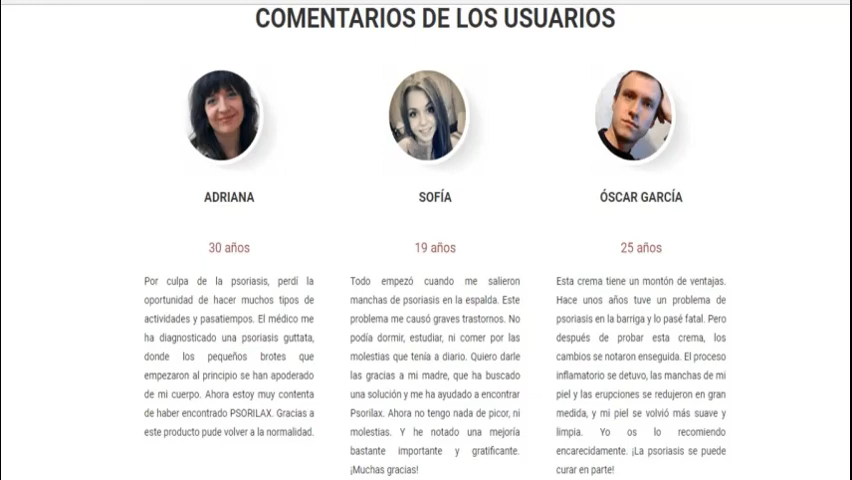 COMENTARIOS DE LOS USUARIOS
ADRIANA
30 años
Por culpa de la psoriasis, perdí la
oportunidad de hacer muchos tipos de
actividades y pasatiempos. El médico me
ha diagnosticado una psoriasis guttata,
donde los pequeños brotes que
empezaron al principio se han apoderado
de mi cuerpo. Ahora estoy muy contenta
de haber encontrado PSORILAX. Gracias a
este producto pude volver a la normalidad.
SOFÍA
19 años
Todo empezó cuando me salieron
manchas de psoriasis en la espalda. Este
problema me causó graves trastornos. No
podía dormir, estudiar, ni comer por las
molestias que tenía a diario. Quiero darle
las gracias a mi madre, que ha buscado
una solución y me ha ayudado a encontrar
Psorilax. Ahora no tengo nada de picor, ni
molestias. Y he notado una mejoría
bastante importante y gratificante.
¡Muchas gracias!
ÓSCAR GARCÍA
25 años
Esta crema tiene un montón de ventajas.
Hace unos años tuve un problema de
psoriasis en la barriga y lo pasé fatal. Pero
después de probar esta crema, los
cambios se notaron enseguida. El proceso
inflamatorio se detuvo, las manchas de mi
piel y las erupciones se redujeron en gran
medida, y mi piel se volvió más suave y
limpia. Yo os lo recomiendo
encarecidamente. ¡La psoriasis se puede
curar en parte!